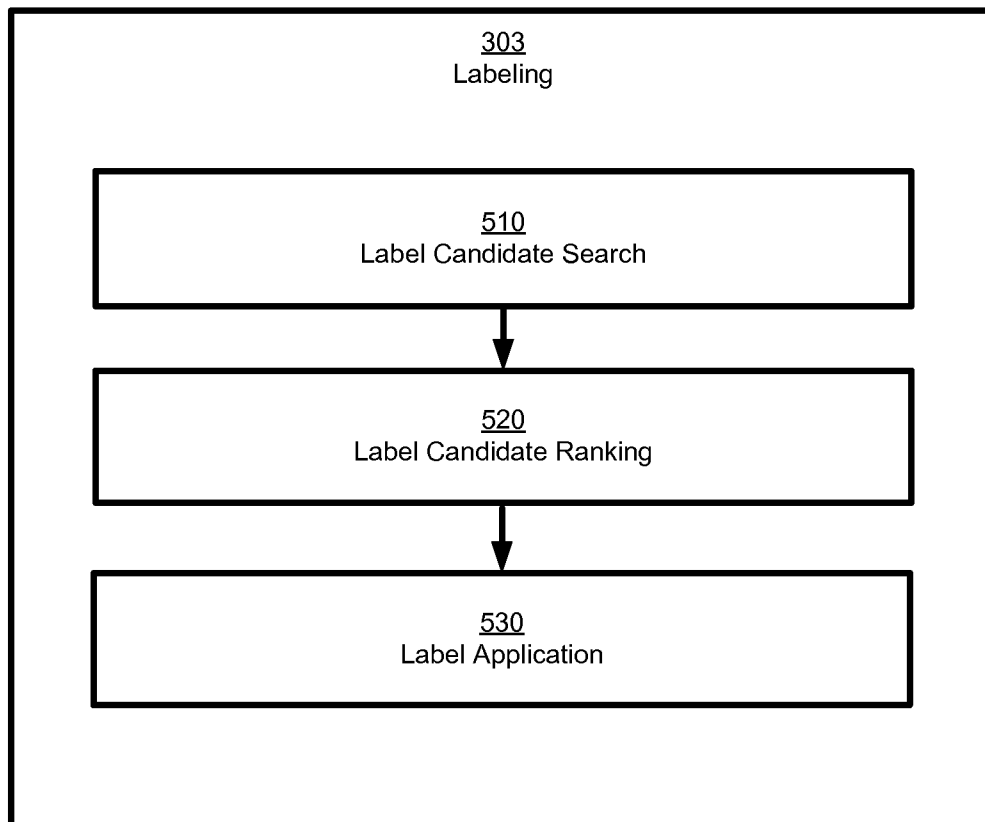 303
Labeling
510
Label Candidate Search
520
Label Candidate Ranking
530
Label Application